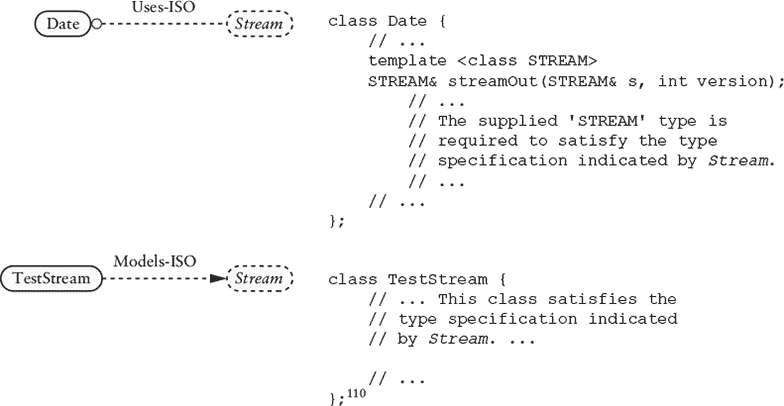 Uses-ISO
Date
Stream
class Date {
// ...
template <class STREAM>
STREAM& streamOut(STREAM& s, int version);
// ...
// The supplied 'STREAM' type is
// required to satisfy the type
// specification indicated by Stream.
// ...
// ...
};
Models-ISO
TestStream
Stream
class TestStream {
// ... This class satisfies the
// type specification indicated
// by Stream. ...
// ...
};110